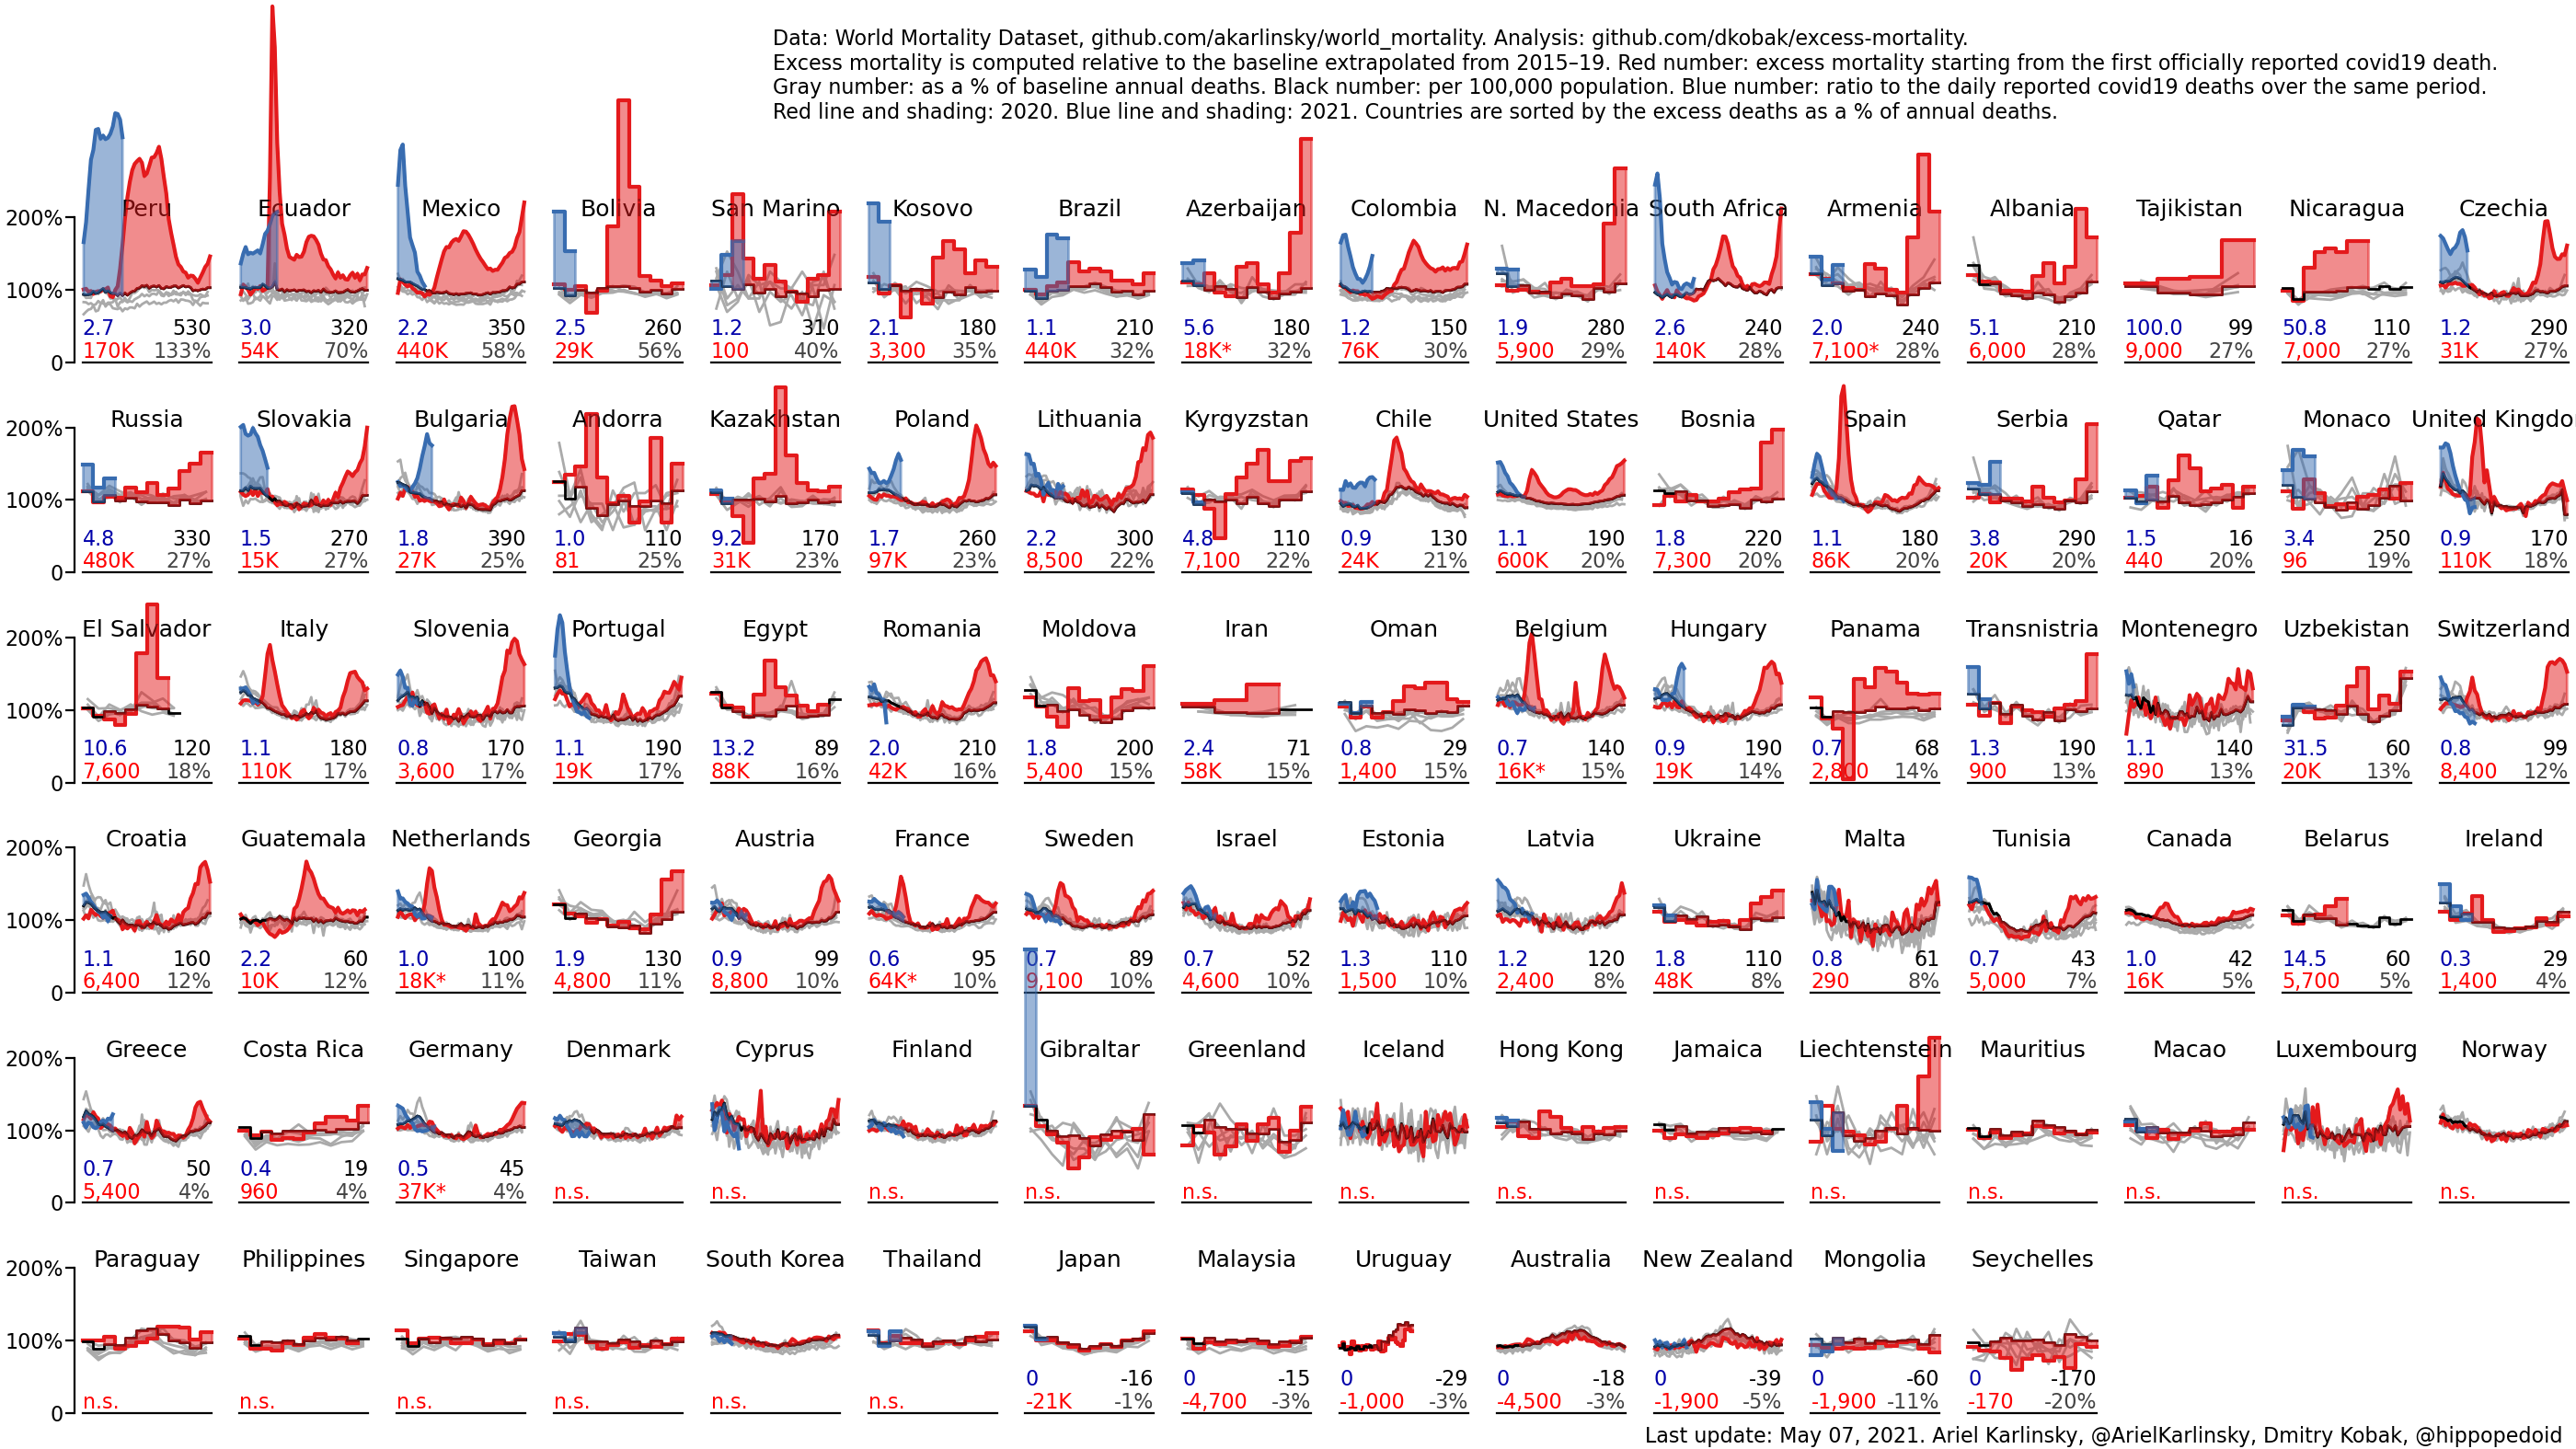 Data: World Mortality Dataset, github.com/akarlinsky/world_mortality. Analysis: github.com/dkobak/excess-mortality.
Excess mortality is computed relative to the baseline extrapolated from 2015–19. Red number: excess mortality starting from the first officially reported covid19 death.
Gray number: as a % of baseline annual deaths. Black number: per 100,000 population. Blue number: ratio to the daily reported covid19 deaths over the same period.
Red line and shading: 2020. Blue line and shading: 2021. Countries are sorted by the excess deaths as a % of annual deaths.
200% Peru Ecuador Mexico Bolivia San Marino Kosovo Brazil Azerbaijan Colombia N. Macedonia South Africa Armenia Albania Tajikistan Nicaragua Czechia
100%
2.7 530 3.0 320 2.2 350 2.5 260 1.2 310 2.1 180 1.1 210 5.6 180 1.2 150 1.9 280 2.6 240 2.0 240 5.1 210 100.0 99 50.8 110 1.2 290
0 170K 133% 54K 70% 440K 58% 29K 56% 100 40% 3,300 35% 440K 32% 18K* 32% 76K 30% 5,900 29% 140K 28% 7,100* 28% 6,000 28% 9,000 27% 7,000 27% 31K 27%
200% Russia Slovakia Bulgaria Andorra Kazakhstan Poland Lithuania Kyrgyzstan Chile United States Bosnia Spain Serbia Qatar Monaco United Kingdo
100%
4.8 330 1.5 270 1.8 390 1.0 110 9.2 170 1.7 260 2.2 300 4.8 110 0.9 130 1.1 190 1.8 220 1.1 180 3.8 290 1.5 16 3.4 250 0.9 170
0 480K 27% 15K 27% 27K 25% 81 25% 31K 23% 97K 23% 8,500 22% 7,100 22% 24K 21% 600K 20% 7,300 20% 86K 20% 20K 20% 440 20% 96 19% 110K 18%
200% El Salvador Italy Slovenia Portugal Egypt Romania Moldova Iran Oman Belgium Hungary Panama Transnistria Montenegro Uzbekistan Switzerland
100%
10.6 120 1.1 180 0.8 170 1.1 190 13.2 89 2.0 210 1.8 200 2.4 71 0.8 29 0.7 140 0.9 190 0.7 68 1.3 190 1.1 140 31.5 60 0.8 99
0 7,600 18% 110K 17% 3,600 17% 19K 17% 88K 16% 42K 16% 5,400 15% 58K 15% 1,400 15% 16K* 15% 19K 14% 2,800 14% 900 13% 890 13% 20K 13% 8,400 12%
200% Croatia Guatemala Netherlands Georgia Austria France Sweden Israel Estonia Latvia Ukraine Malta Tunisia Canada Belarus Ireland
100%
1.1 160 2.2 60 1.0 100 1.9 130 0.9 99 0.6 95 0.7 89 0.7 52 1.3 110 1.2 120 1.8 110 0.8 61 0.7 43 1.0 42 14.5 60 0.3 29
0 6,400 12% 10K 12% 18K* 11% 4,800 11% 8,800 10% 64K* 10% 9,100 10% 4,600 10% 1,500 10% 2,400 8% 48K 8% 290 8% 5,000 7% 16K 5% 5,700 5% 1,400 4%
200% Greece Costa Rica Germany Denmark Cyprus Finland Gibraltar Greenland Iceland Hong Kong Jamaica Liechtenstein Mauritius Macao Luxembourg Norway
100%
0.7 50 0.4 19 0.5 45
0 5,400 4% 960 4% 37K* 4% n.s. n.s. n.s. n.s. n.s. n.s. n.s. n.s. n.s. n.s. n.s. n.s. n.s.
200% Paraguay Philippines Singapore Taiwan South Korea Thailand Japan Malaysia Uruguay Australia New Zealand Mongolia Seychelles
100%
0 -16 0 -15 0 -29 0 -18 0 -39 0 -60 0 -170
0 n.s. n.s. n.s. n.s. n.s. n.s. -21K -1% -4,700 -3% -1,000 -3% -4,500 -3% -1,900 -5% -1,900 -11% -170 -20%
Last update: May 07, 2021. Ariel Karlinsky, @ArielKarlinsky, Dmitry Kobak, @hippopedoid